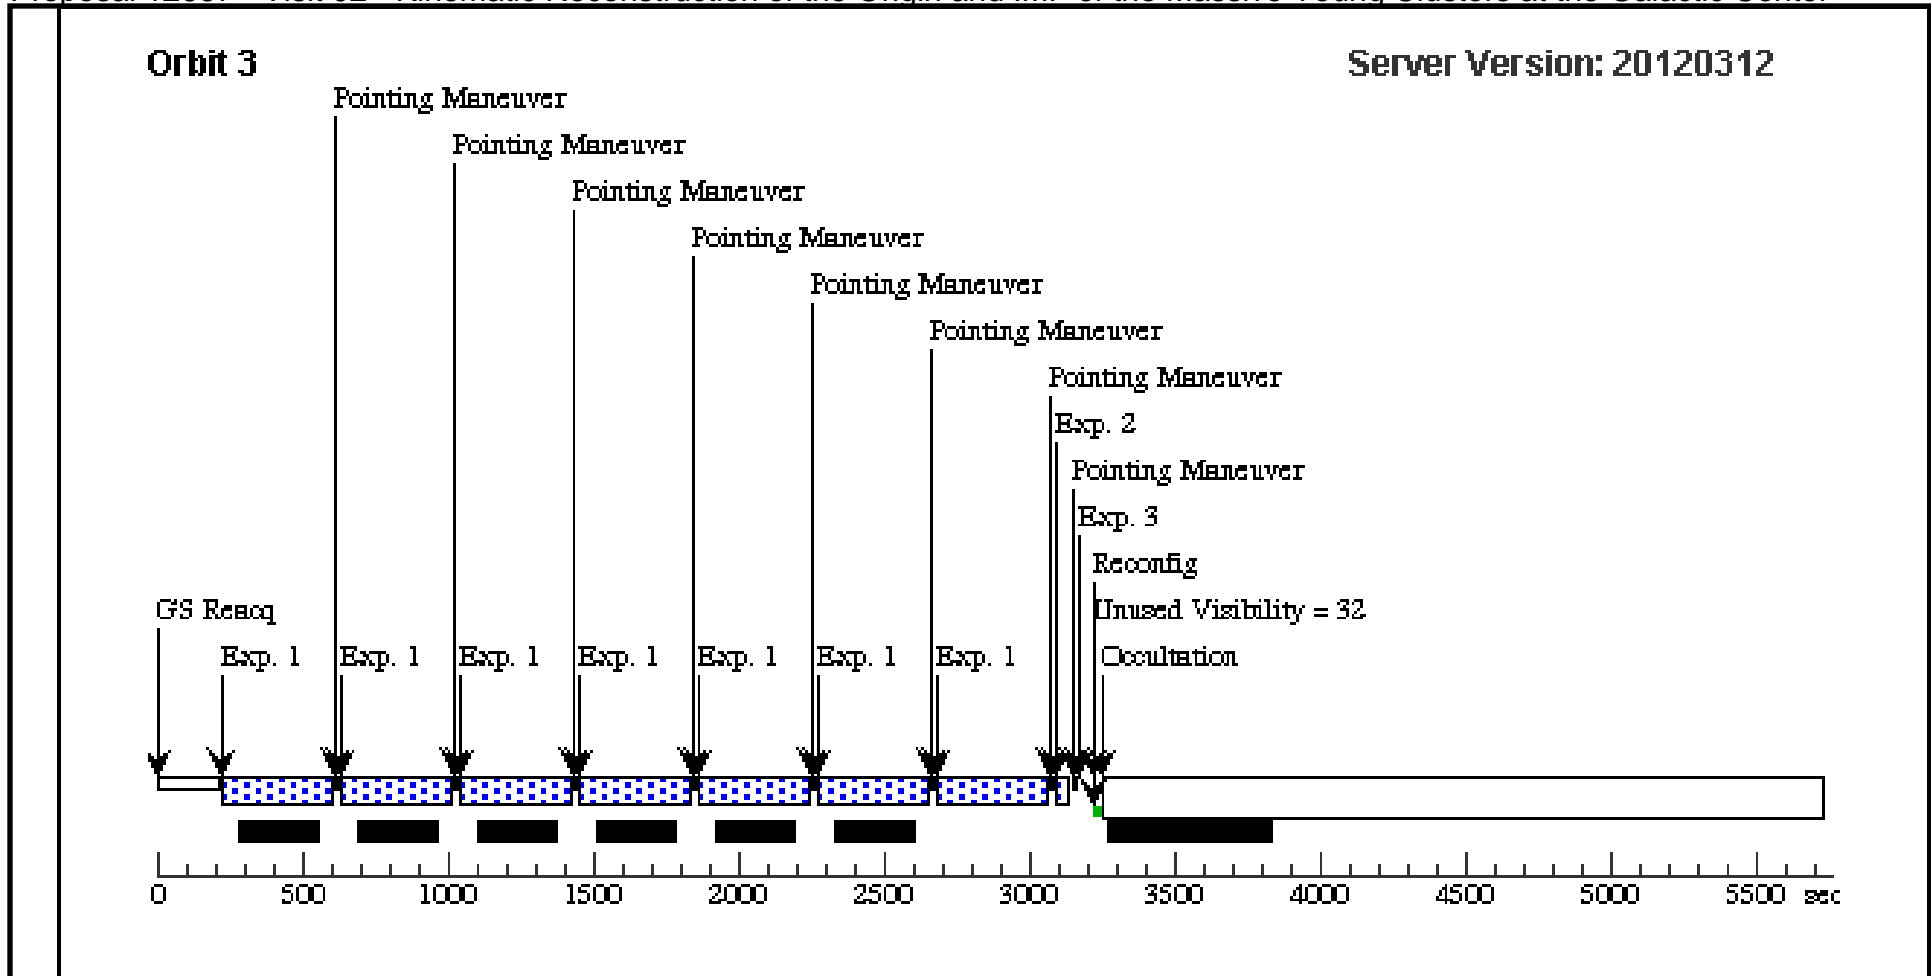 Orbit 3
Server Version: 20120312
Pointing Maneuver
Pointing Maneuver
Pointing Maneuver
Pointing Maneuver
Pointing Maneuver
Pointing Maneuver
Pointing Maneuver
Exp. 2
Pointing Maneuver
Exp. 3
Reconfig
GS Reacq
Unused Visibility = 32
Exp. 1 Exp. 1 Exp. 1 Exp. 1 Exp. 1 Exp. 1 Exp. 1 Occultation
0 500 1000 1500 2000 2500 3000 3500 4000 4500 5000 5500 sec